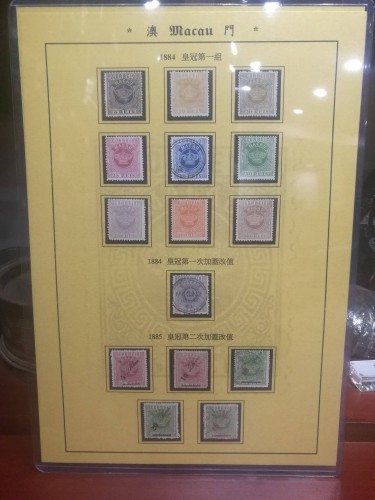 * 澳 Macau 門 *
1884 皇冠第一組
1884 皇冠第一次加蓋改值
1885 皇冠第二次加蓋改值